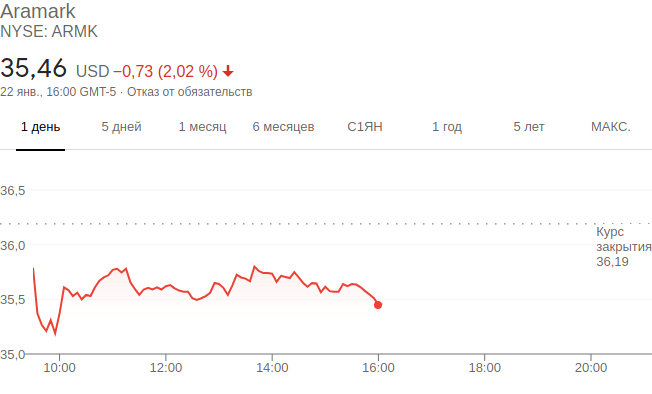 Aramark
NYSE: ARMK
35,46 USD −0,73 (2,02 %)
22 янв., 16:00 GMT-5 · Отказ от обязательств
1 день 5 дней 1 месяц 6 месяцев С1ЯН 1 год 5 лет МАКС.
36,5
Курс
закрытия
36,19
36,0
35,5
35,0
10:00 12:00 14:00 16:00 18:00 20:00